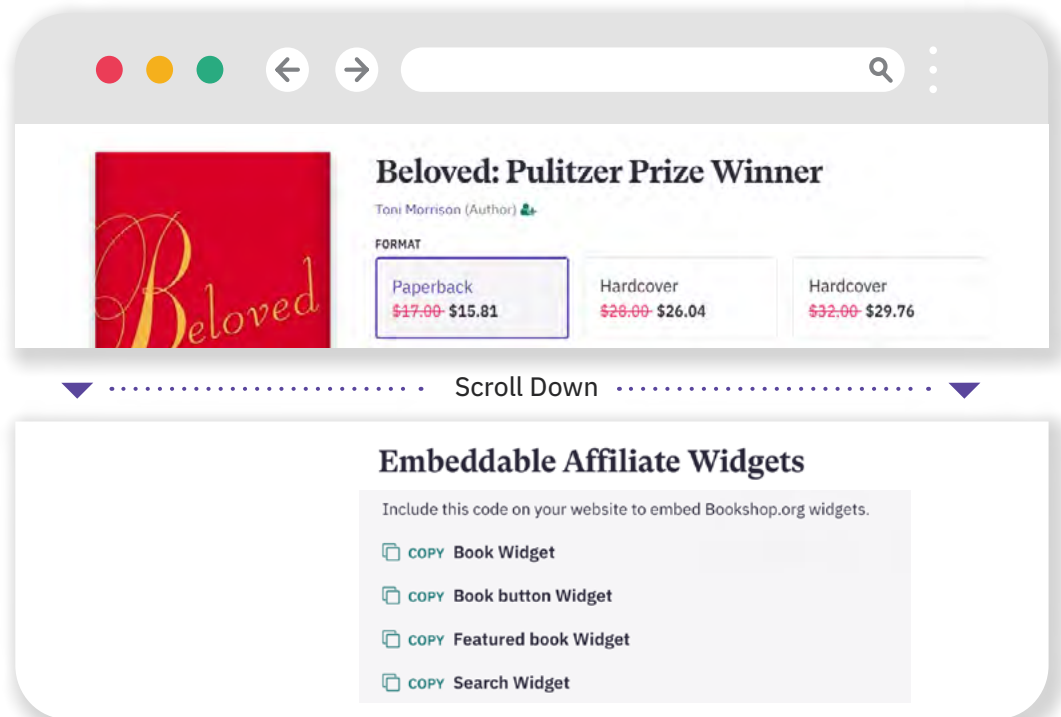 Beloved: Pulitzer Prize Winner
Toni Morrison (Author)
FORMAT
Paperback
$17.00 $15.81
Hardcover
$28.00 $26.04
Hardcover
$32.00 $29.76
Beloved
Scroll Down
Embeddable Affiliate Widgets
Include this code on your website to embed Bookshop.org widgets.
COPY Book Widget
COPY Book button Widget
COPY Featured book Widget
COPY Search Widget